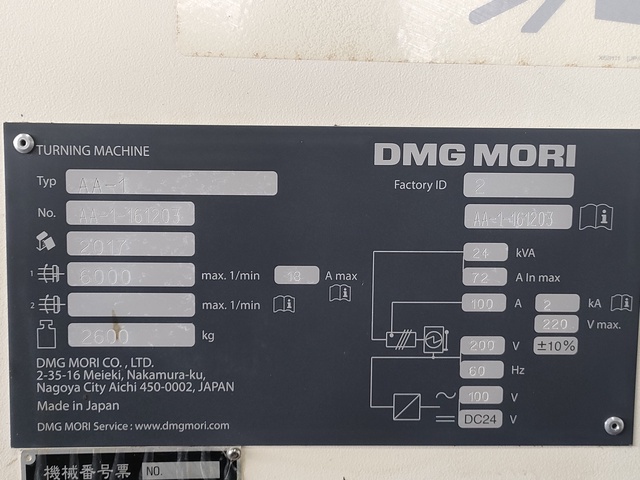 TURNING MACHINE
DMG MORI
Typ AA-1
Factory ID 2
No. AA-1-161203
AA-1-161203
2017
24 kVA
1 6000 max. 1/min 18 A max
72 A In max
2 max. 1/min
100 A 2 kA
220 V max.
2600 kg
200 V ±10%
60 Hz
100 V
DC24 V
DMG MORI CO., LTD.
2-35-16 Meieki, Nakamura-ku,
Nagoya City Aichi 450-0002, JAPAN
Made in Japan
DMG MORI Service : www.dmgmori.com
機械番号票 NO.